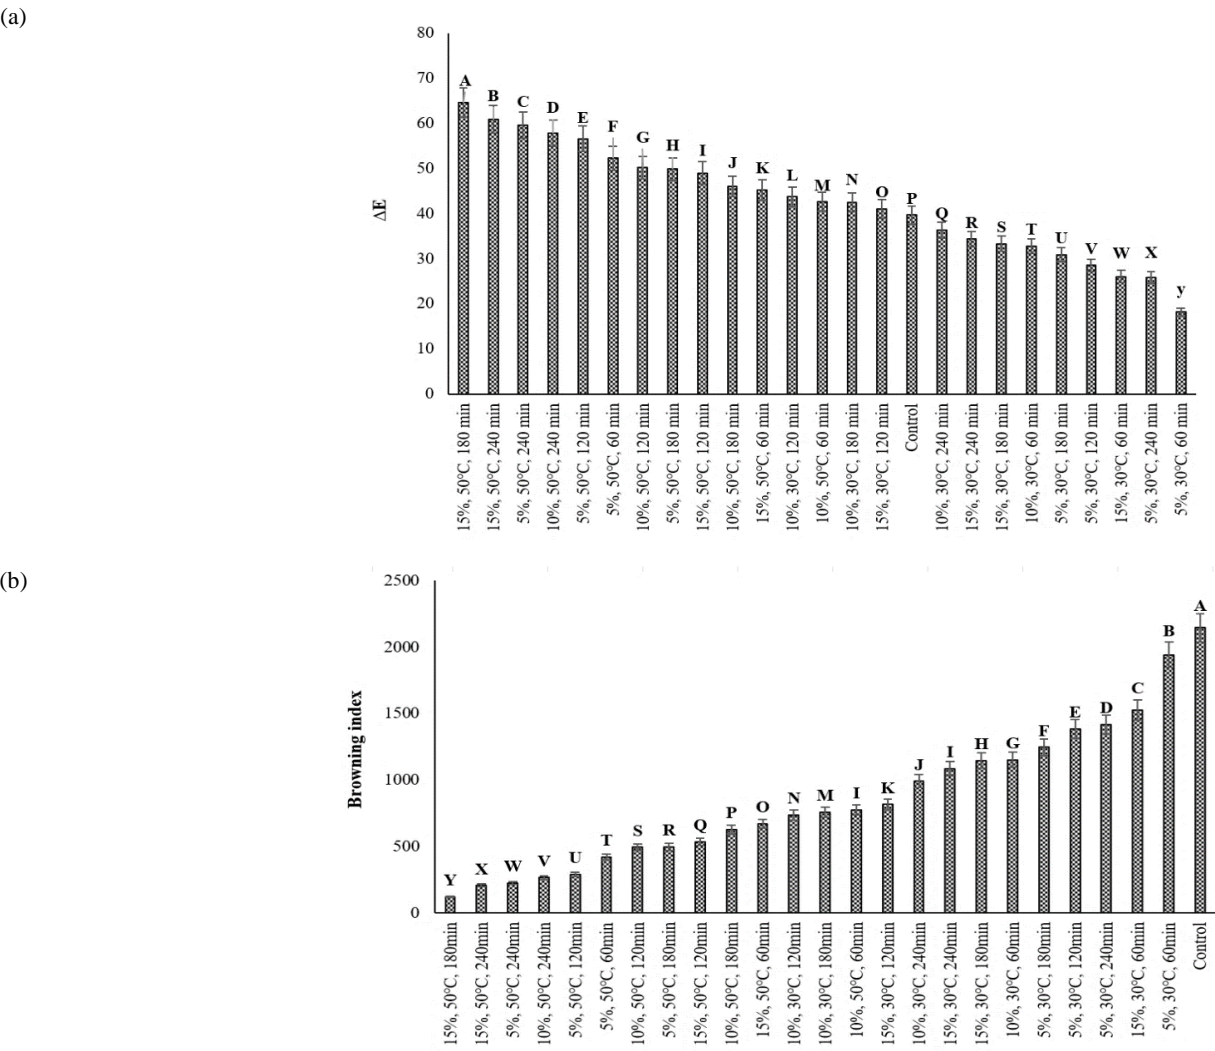 (a)
80
70
60
50
40
30
20
10
0
ΔE
A
B
C
D
E
F
G
H
I
J
K
L
M
N
O
P
Q
R
S
T
U
V
W
X
y
15%, 50°C, 180 min
15%, 50°C, 240 min
5%, 50°C, 240 min
10%, 50°C, 240 min
5%, 50°C, 120 min
5%, 50°C, 60 min
10%, 50°C, 120 min
5%, 50°C, 180 min
15%, 50°C, 120 min
10%, 50°C, 180 min
15%, 50°C, 60 min
10%, 30°C, 120 min
10%, 50°C, 60 min
10%, 30°C, 180 min
15%, 30°C, 120 min
Control
10%, 30°C, 240 min
15%, 30°C, 240 min
15%, 30°C, 180 min
10%, 30°C, 60 min
5%, 30°C, 180 min
5%, 30°C, 120 min
15%, 30°C, 60 min
5%, 30°C, 240 min
5%, 30°C, 60 min
(b)
2500
2000
1500
1000
500
0
Browning index
Y
X
W
V
U
T
S
R
Q
P
O
N
M
I
K
J
I
H
G
F
E
D
C
B
A
15%, 50°C, 180min
15%, 50°C, 240min
5%, 50°C, 240min
10%, 50°C, 240min
5%, 50°C, 120min
5%, 50°C, 60min
10%, 50°C, 120min
5%, 50°C, 180min
15%, 50°C, 120min
10%, 50°C, 180min
15%, 50°C, 60min
10%, 30°C, 120min
10%, 30°C, 180min
10%, 50°C, 60min
15%, 30°C, 120min
10%, 30°C, 240min
15%, 30°C, 240min
15%, 30°C, 180min
10%, 30°C, 60min
5%, 30°C, 180min
5%, 30°C, 120min
5%, 30°C, 240min
15%, 30°C, 60min
5%, 30°C, 60min
Control